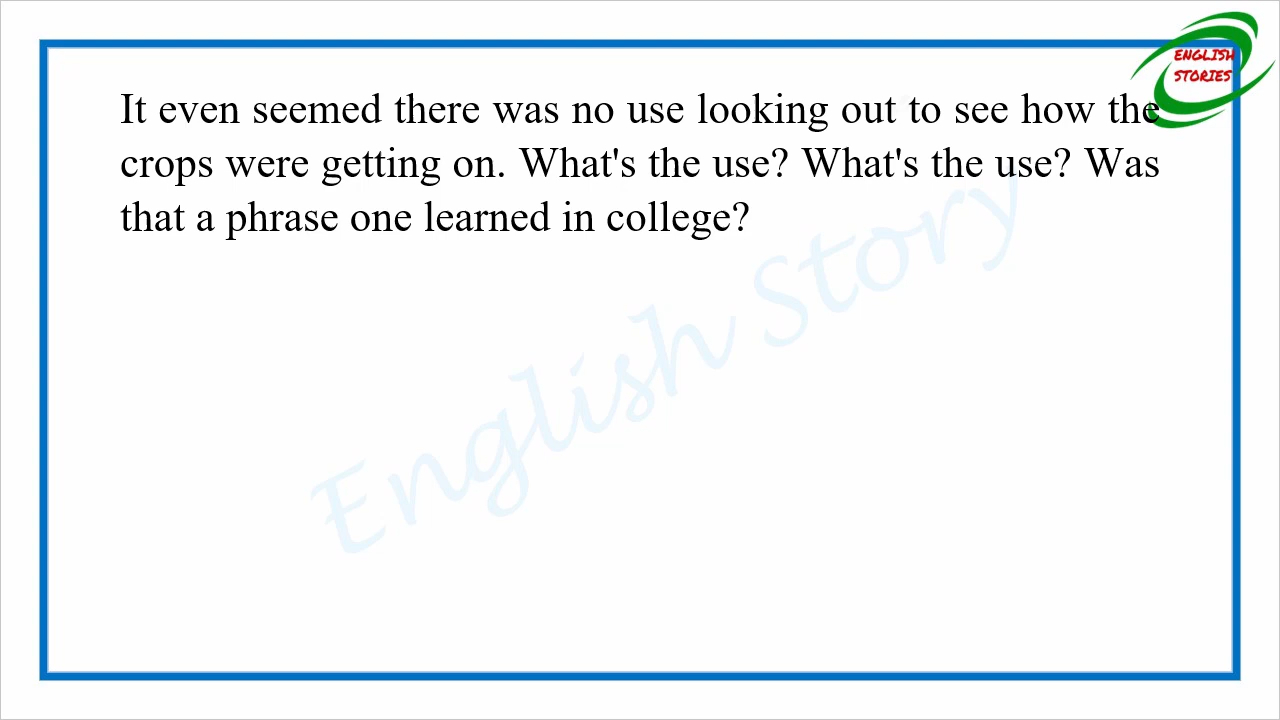 ENGLISH
STORIES
It even seemed there was no use looking out to see how the
crops were getting on. What's the use? What's the use? Was
that a phrase one learned in college?
English Story